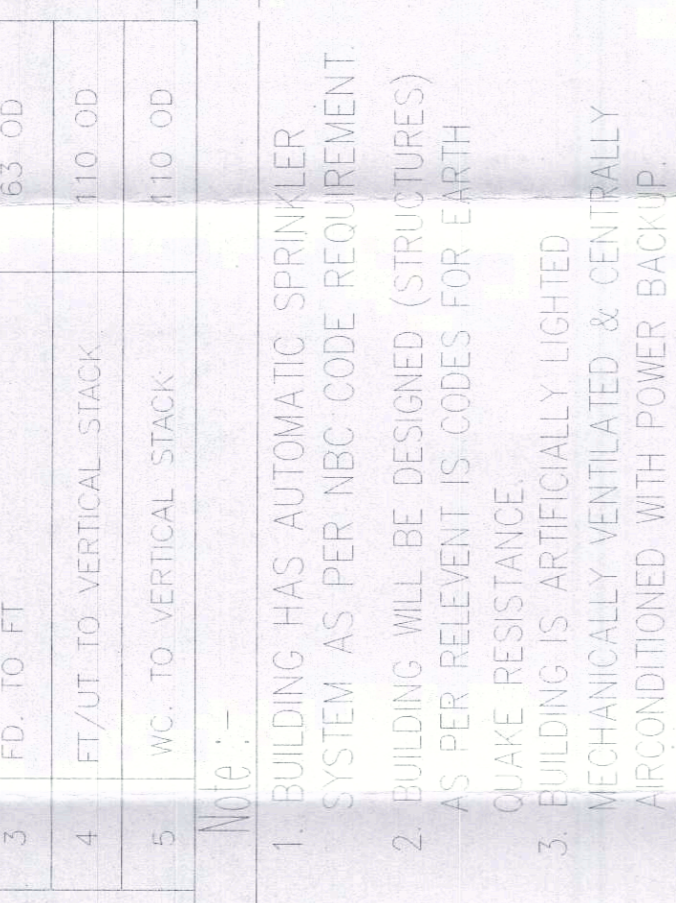 3 FD. TO FT 63 OD
4 FT/UT TO VERTICAL STACK 110 OD
5 WC. TO VERTICAL STACK 110 OD
Note :-
1. BUILDING HAS AUTOMATIC SPRINKLER
SYSTEM AS PER NBC CODE REQUIREMENT.
2. BUILDING WILL BE DESIGNED (STRUCTURES)
AS PER RELEVENT IS CODES FOR EARTH
QUAKE RESISTANCE.
3. BUILDING IS ARTIFICIALLY LIGHTED
MECHANICALLY VENTILATED & CENTRALLY
AIRCONDITIONED WITH POWER BACKUP.